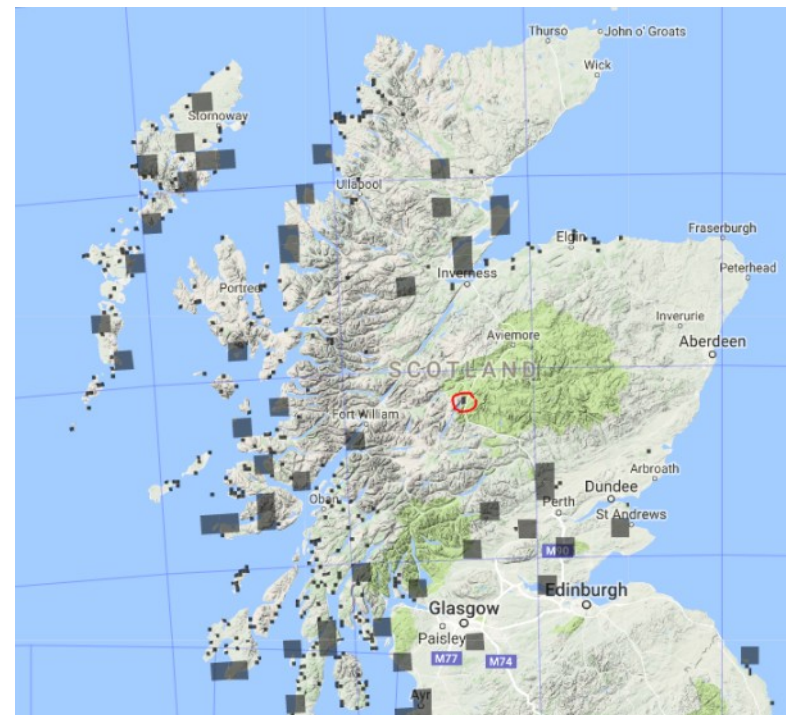 Thurso
John o' Groats
Wick
Stornoway
Ullapool
Fraserburgh
Elgin
Peterhead
Inverness
Portree
Inverurie
Aviemore
Aberdeen
SCOTLAND
Fort William
Arbroath
Dundee
Oban
Perth
St Andrews
M90
Edinburgh
Glasgow
Paisley
M77
M74
Ayr